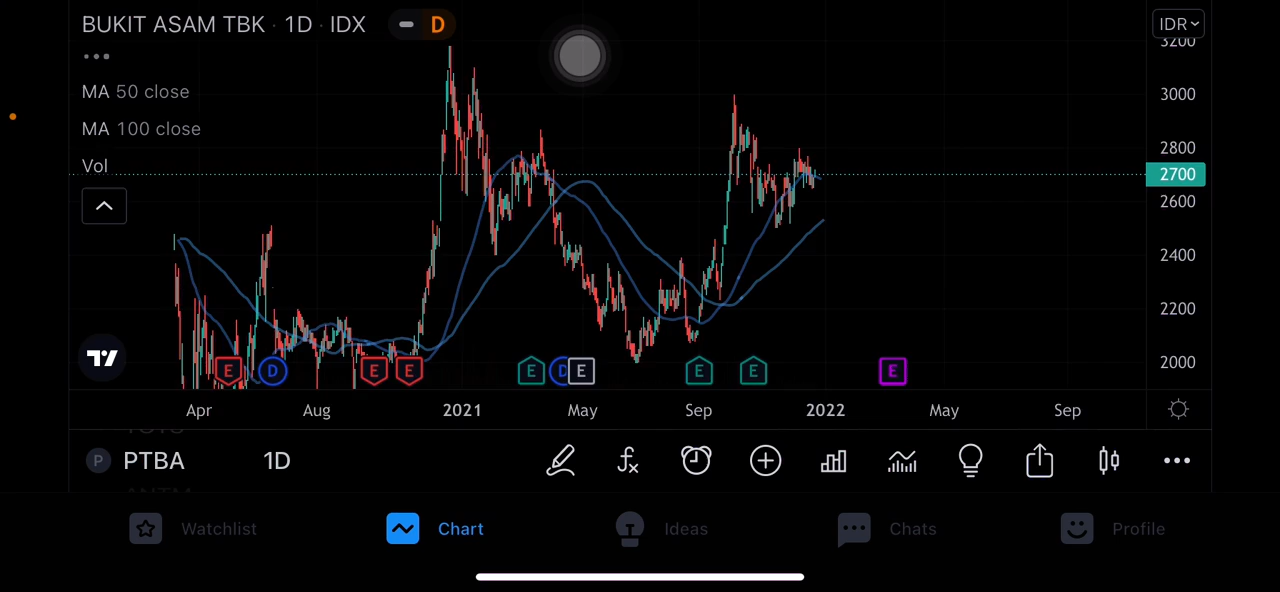 BUKIT ASAM TBK · 1D · IDX
D
IDR
MA 50 close
MA 100 close
Vol
3200
3000
2800
2700
2600
2400
2200
2000
E D E E E D E E E E
Apr Aug 2021 May Sep 2022 May Sep
P PTBA 1D
Watchlist Chart Ideas Chats Profile